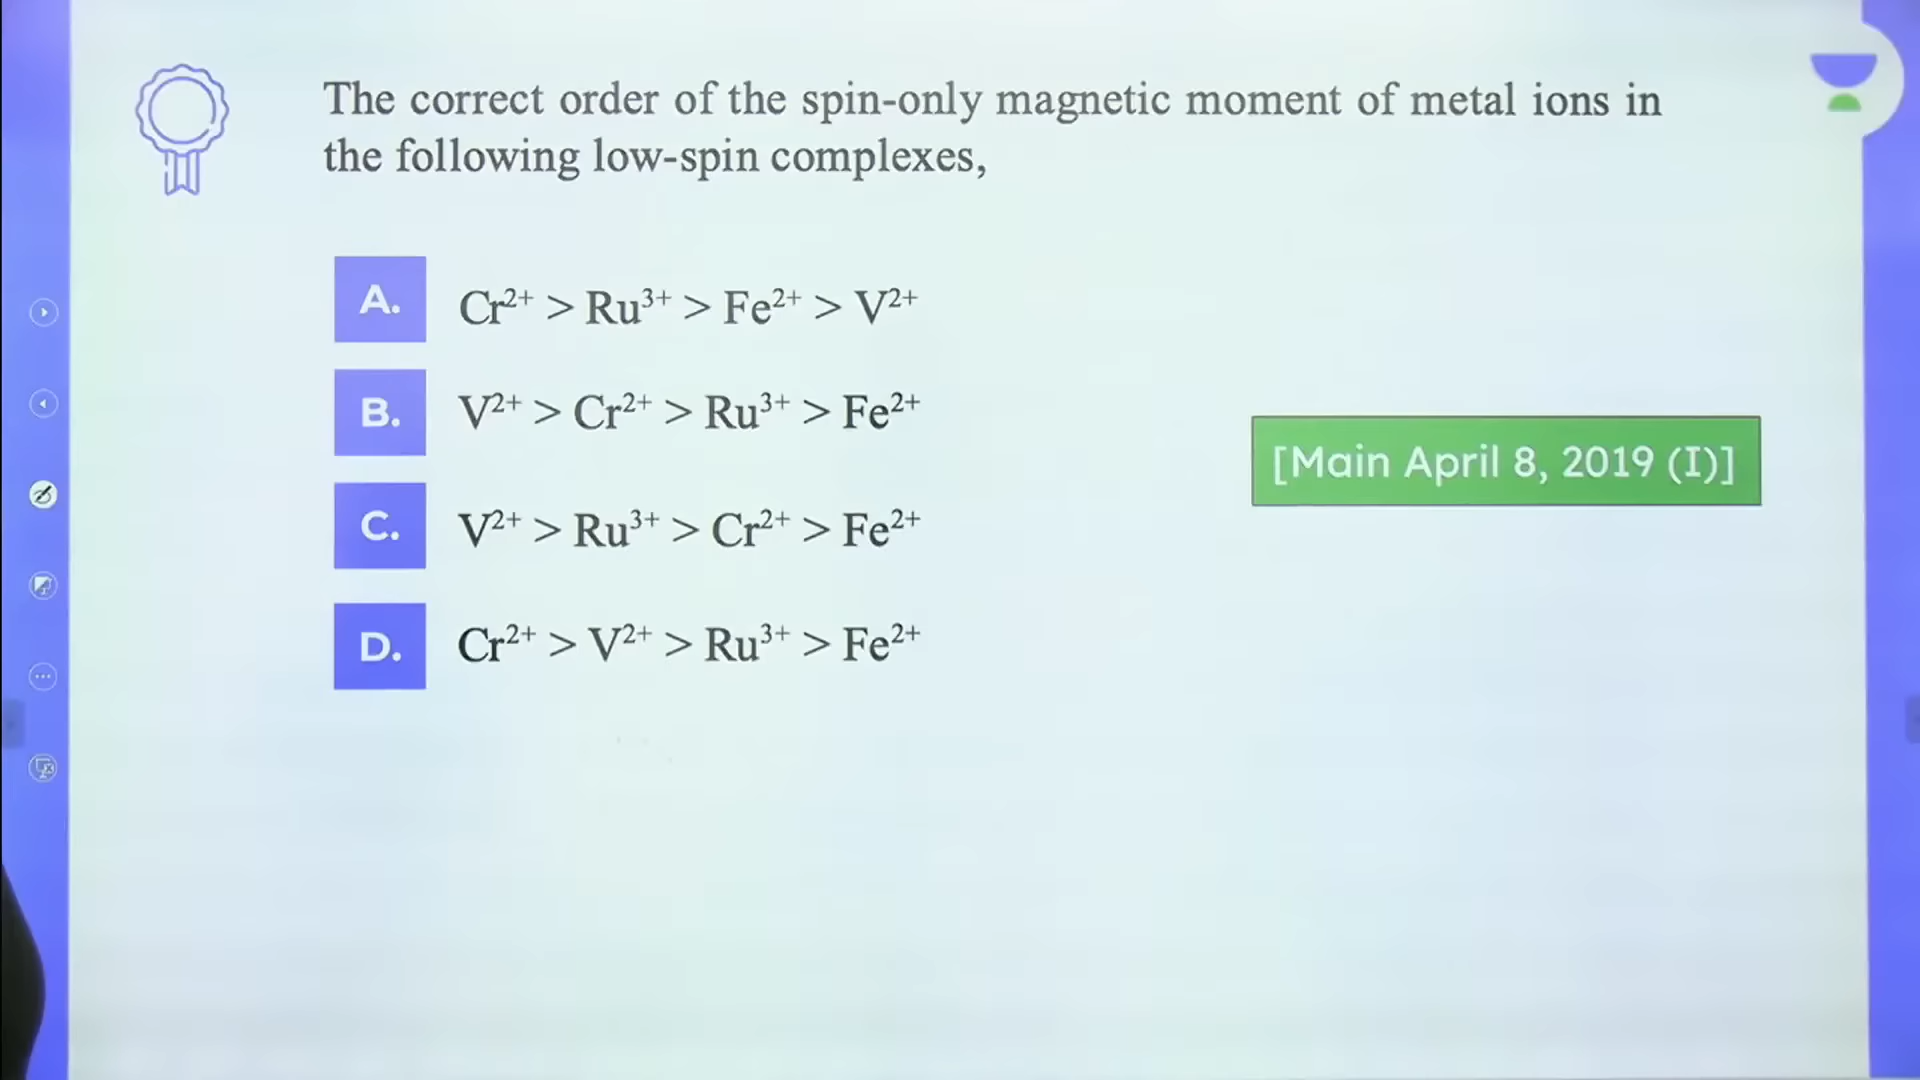 The correct order of the spin-only magnetic moment of metal ions in
the following low-spin complexes,
A. Cr²⁺ > Ru³⁺ > Fe²⁺ > V²⁺
B. V²⁺ > Cr²⁺ > Ru³⁺ > Fe²⁺
[Main April 8, 2019 (I)]
C. V²⁺ > Ru³⁺ > Cr²⁺ > Fe²⁺
D. Cr²⁺ > V²⁺ > Ru³⁺ > Fe²⁺